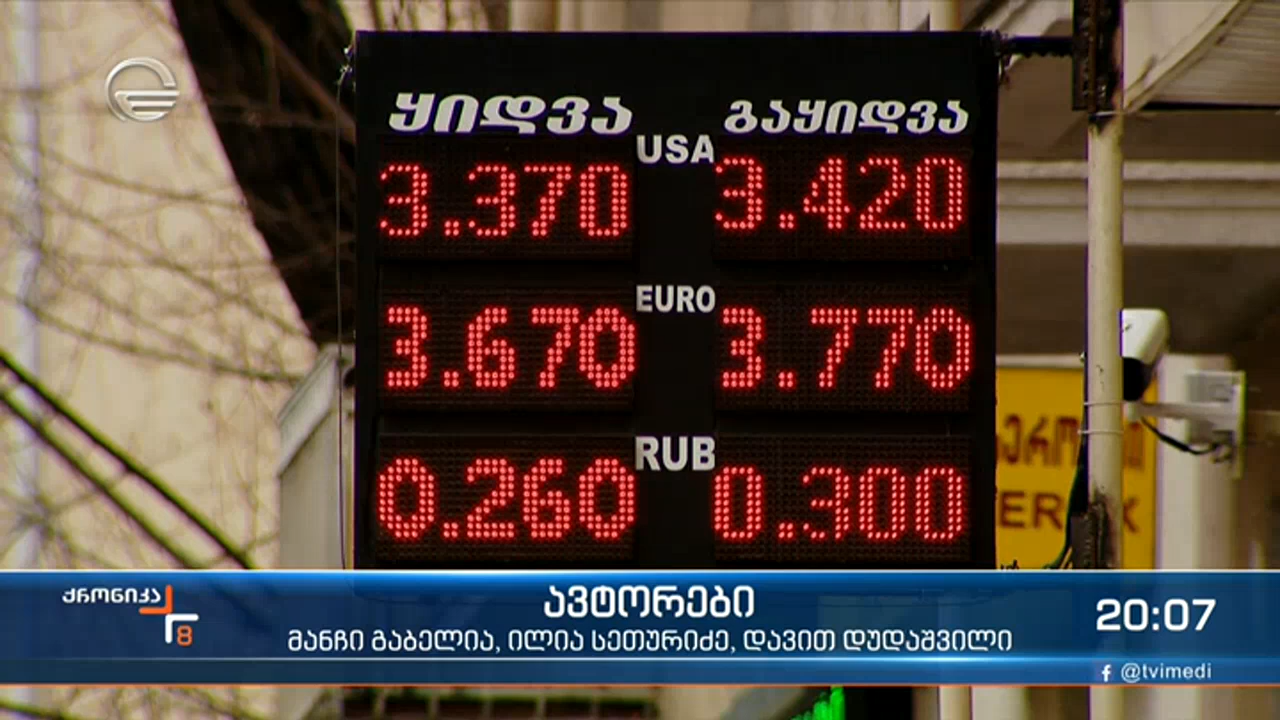 ყიდვა გაყიდვა
USA
3.370 3.420
EURO
3.670 3.770
RUB
0.260 0.300
ქრონიკა
8
ავტორები
მანჩი გაბელია, ილია სეთურიძე, დავით დუდაშვილი
20:07
@tvimedi